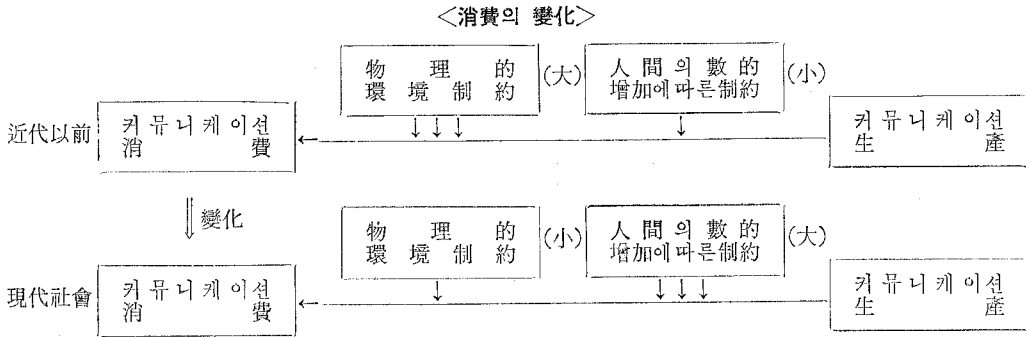 <消費의 變化>
物理的 (大) 人間의數的 (小)
環境制約 增加에따른制約
近代以前 커뮤니케이션 ↓↓↓ ↓ 커뮤니케이션
消費 ← 生産
⇓ 變化
物理的 (小) 人間의數的 (大)
環境制約 增加에따른制約
現代社會 커뮤니케이션 ↓ ↓↓↓ 커뮤니케이션
消費 ← 生産